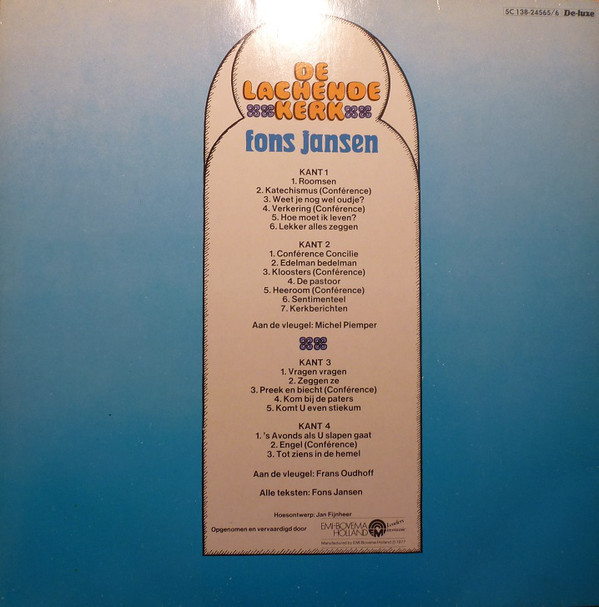 SC 138-24565/6 De-luxe
DE
LACHENDE
KERK
fons jansen
KANT 1
1. Roomsen
2. Katechismus (Conférence)
3. Weet je nog wel oudje?
4. Verkering (Conférence)
5. Hoe moet ik leven?
6. Lekker alles zeggen
KANT 2
1. Conférence Concilie
2. Edelman bedelman
3. Kloosters (Conférence)
4. De pastoor
5. Heeroom (Conférence)
6. Sentimenteel
7. Kerkberichten
Aan de vleugel: Michel Piemper
KANT 3
1. Vragen vragen
2. Zeggen ze
3. Preek en biecht (Conférence)
4. Kom bij de paters
5. Komt U even stiekum
KANT 4
1. 's Avonds als U slapen gaat
2. Engel (Conférence)
3. Tot ziens in de hemel
Aan de vleugel: Frans Oudhoff
Alle teksten: Fons Jansen
Hoesontwerp: Jan Fijnheer
Opgenomen en vervaardigd door
EMI-BOVEMA
HOLLAND
Manufactured by EMI-Bovema Holland